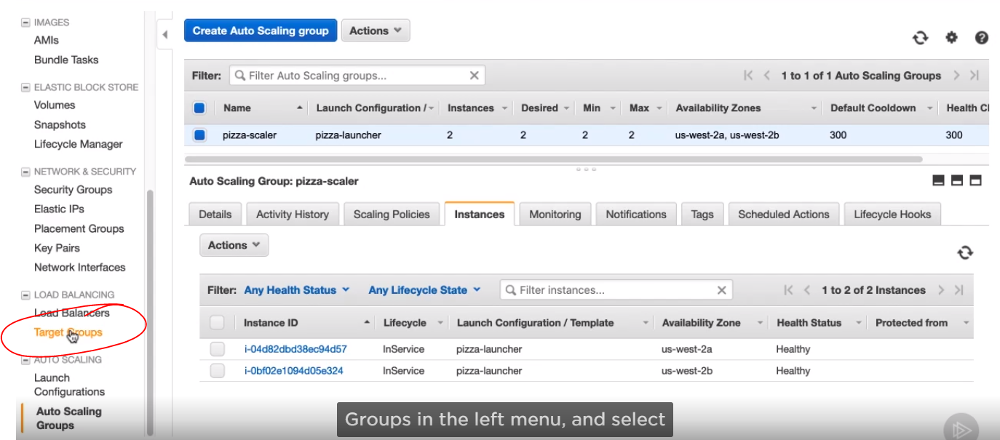 IMAGES
AMIs
Bundle Tasks
ELASTIC BLOCK STORE
Volumes
Snapshots
Lifecycle Manager
NETWORK & SECURITY
Security Groups
Elastic IPs
Placement Groups
Key Pairs
Network Interfaces
LOAD BALANCING
Load Balancers
Target Groups
AUTO SCALING
Launch
Configurations
Auto Scaling
Groups
Create Auto Scaling group Actions
Filter: Filter Auto Scaling groups... 1 to 1 of 1 Auto Scaling Groups
Name Launch Configuration / Instances Desired Min Max Availability Zones Default Cooldown Health Cl
pizza-scaler pizza-launcher 2 2 2 2 us-west-2a, us-west-2b 300 300
Auto Scaling Group: pizza-scaler
Details Activity History Scaling Policies Instances Monitoring Notifications Tags Scheduled Actions Lifecycle Hooks
Actions
Filter: Any Health Status Any Lifecycle State Filter instances... 1 to 2 of 2 Instances
Instance ID Lifecycle Launch Configuration / Template Availability Zone Health Status Protected from
i-04d82dbd38ec94d57 InService pizza-launcher us-west-2a Healthy
i-0bf02e1094d05e324 InService pizza-launcher us-west-2b Healthy
Groups in the left menu, and select